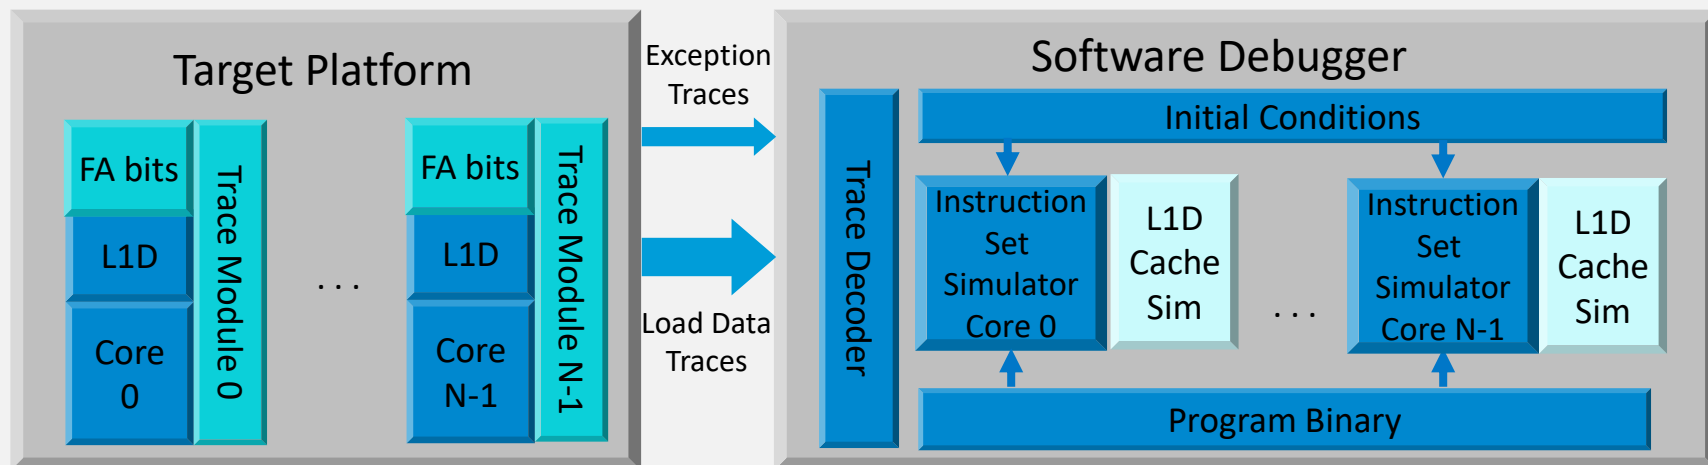 Target Platform
FA bits
L1D
Core
0
Trace Module 0
. . .
FA bits
L1D
Core
N-1
Trace Module N-1
Exception
Traces
Load Data
Traces
Software Debugger
Trace Decoder
Initial Conditions
Instruction
Set
Simulator
Core 0
L1D
Cache
Sim
. . .
Instruction
Set
Simulator
Core N-1
L1D
Cache
Sim
Program Binary